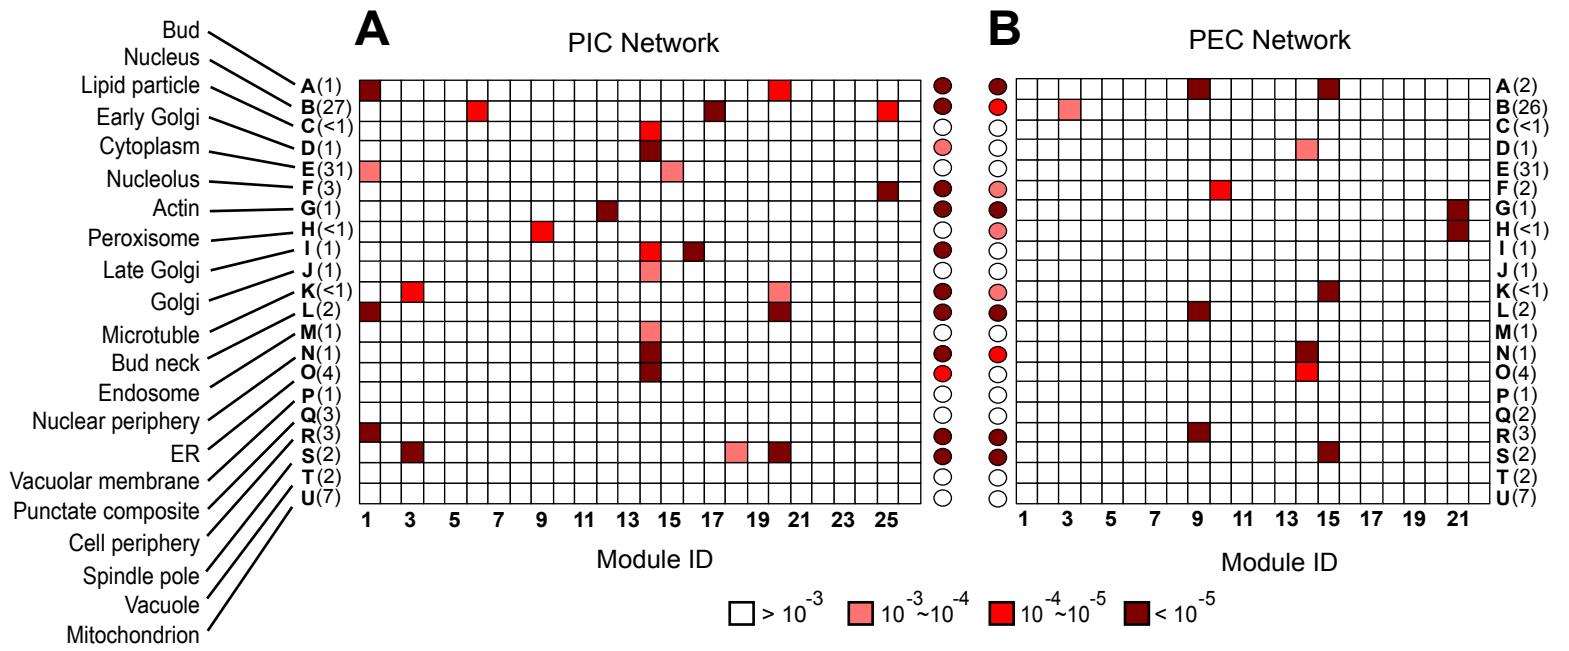 A
PIC Network
B
PEC Network
Bud
Nucleus
Lipid particle
Early Golgi
Cytoplasm
Nucleolus
Actin
Peroxisome
Late Golgi
Golgi
Microtuble
Bud neck
Endosome
Nuclear periphery
ER
Vacuolar membrane
Punctate composite
Cell periphery
Spindle pole
Vacuole
Mitochondrion
A(1)
B(27)
C(<1)
D(1)
E(31)
F(3)
G(1)
H(<1)
I(1)
J(1)
K(<1)
L(2)
M(1)
N(1)
O(4)
P(1)
Q(3)
R(3)
S(2)
T(2)
U(7)
A(2)
B(26)
C(<1)
D(1)
E(31)
F(2)
G(1)
H(<1)
I(1)
J(1)
K(<1)
L(2)
M(1)
N(1)
O(4)
P(1)
Q(2)
R(3)
S(2)
T(2)
U(7)
1 3 5 7 9 11 13 15 17 19 21 23 25
1 3 5 7 9 11 13 15 17 19 21
Module ID
Module ID
> 10-3 10-3~10-4 10-4~10-5 < 10-5